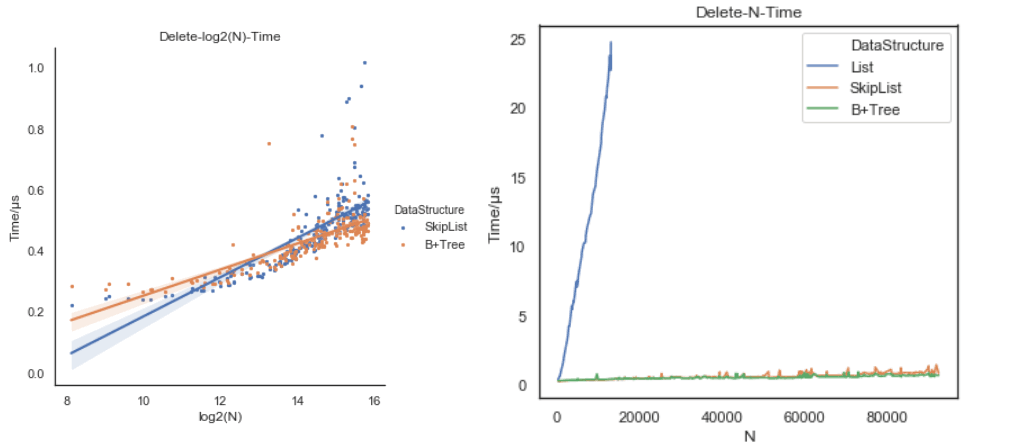 Delete-log2(N)-Time
1.0
0.8
0.6
0.4
0.2
0.0
Time/μs
8 10 12 14 16
log2(N)
DataStructure
SkipList
B+Tree
Delete-N-Time
25
20
15
10
5
0
Time/μs
0 20000 40000 60000 80000
N
DataStructure
List
SkipList
B+Tree